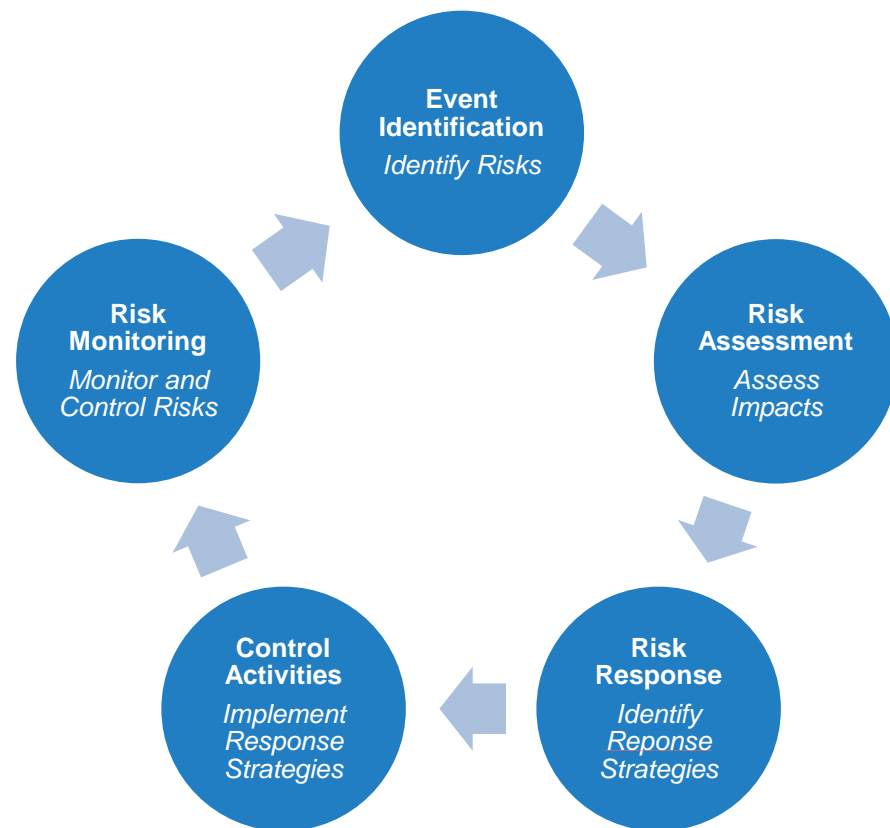 Event
Identification
Identify Risks
Risk
Assessment
Assess
Impacts
Risk
Response
Identify
Reponse
Strategies
Control
Activities
Implement
Response
Strategies
Risk
Monitoring
Monitor and
Control Risks